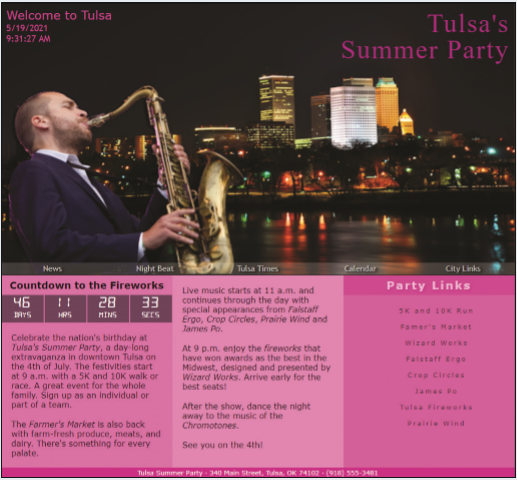 Welcome to Tulsa
5/19/2021
9:31:27 AM
Tulsa's
Summer Party
News Night Beat Tulsa Times Calendar City Links
Countdown to the Fireworks
46 11 28 33
DAYS HRS MINS SECS
Celebrate the nation's birthday at
Tulsa's Summer Party, a day-long
extravaganza in downtown Tulsa on
the 4th of July. The festivities start
at 9 a.m. with a 5K and 10K walk or
race. A great event for the whole
family. Sign up as an individual or
part of a team.
The Farmer's Market is also back
with farm-fresh produce, meats, and
dairy. There's something for every
palate.
Live music starts at 11 a.m. and
continues through the day with
special appearances from Falstaff
Ergo, Crop Circles, Prairie Wind and
James Po.
At 9 p.m. enjoy the fireworks that
have won awards as the best in the
Midwest, designed and presented by
Wizard Works. Arrive early for the
best seats!
After the show, dance the night
away to the music of the
Chromotones.
See you on the 4th!
Party Links
5K and 10K Run
Famer's Market
Wizard Works
Falstaff Ergo
Crop Circles
James Po
Tulsa Fireworks
Prairie Wind
Tulsa Summer Party · 340 Main Street, Tulsa, OK 74102 · (918) 555-3481